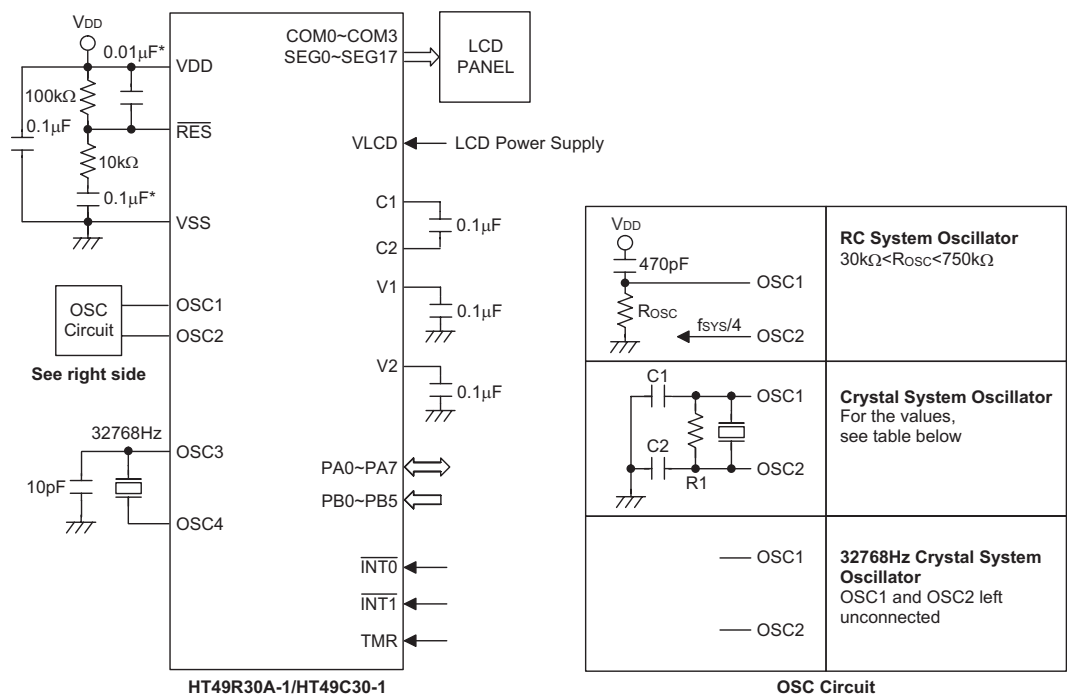 VDD
0.01μF*
VDD
100kΩ
0.1μF
RES
10kΩ
0.1μF*
VSS
OSC
Circuit
OSC1
OSC2
See right side
32768Hz
OSC3
10pF
OSC4
COM0~COM3
SEG0~SEG17
LCD
PANEL
VLCD
LCD Power Supply
C1
0.1μF
C2
V1
0.1μF
V2
0.1μF
PA0~PA7
PB0~PB5
INT0
INT1
TMR
HT49R30A-1/HT49C30-1
VDD
470pF
OSC1
ROSC
fSYS/4
OSC2
RC System Oscillator
30kΩ<ROSC<750kΩ
C1
OSC1
C2
R1
OSC2
Crystal System Oscillator
For the values,
see table below
OSC1
OSC2
32768Hz Crystal System
Oscillator
OSC1 and OSC2 left
unconnected
OSC Circuit